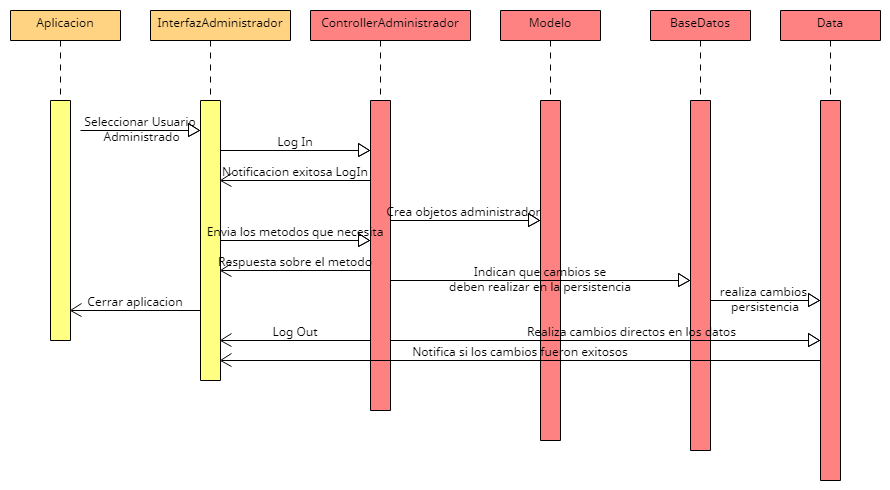 Aplicacion
InterfazAdministrador
ControllerAdministrador
Modelo
BaseDatos
Data
Seleccionar Usuario
Administrado
Log In
Notificacion exitosa LogIn
Crea objetos administrador
Envia los metodos que necesita
Respuesta sobre el metodo
Indican que cambios se
deben realizar en la persistencia
realiza cambios
persistencia
Cerrar aplicacion
Log Out
Realiza cambios directos en los datos
Notifica si los cambios fueron exitosos